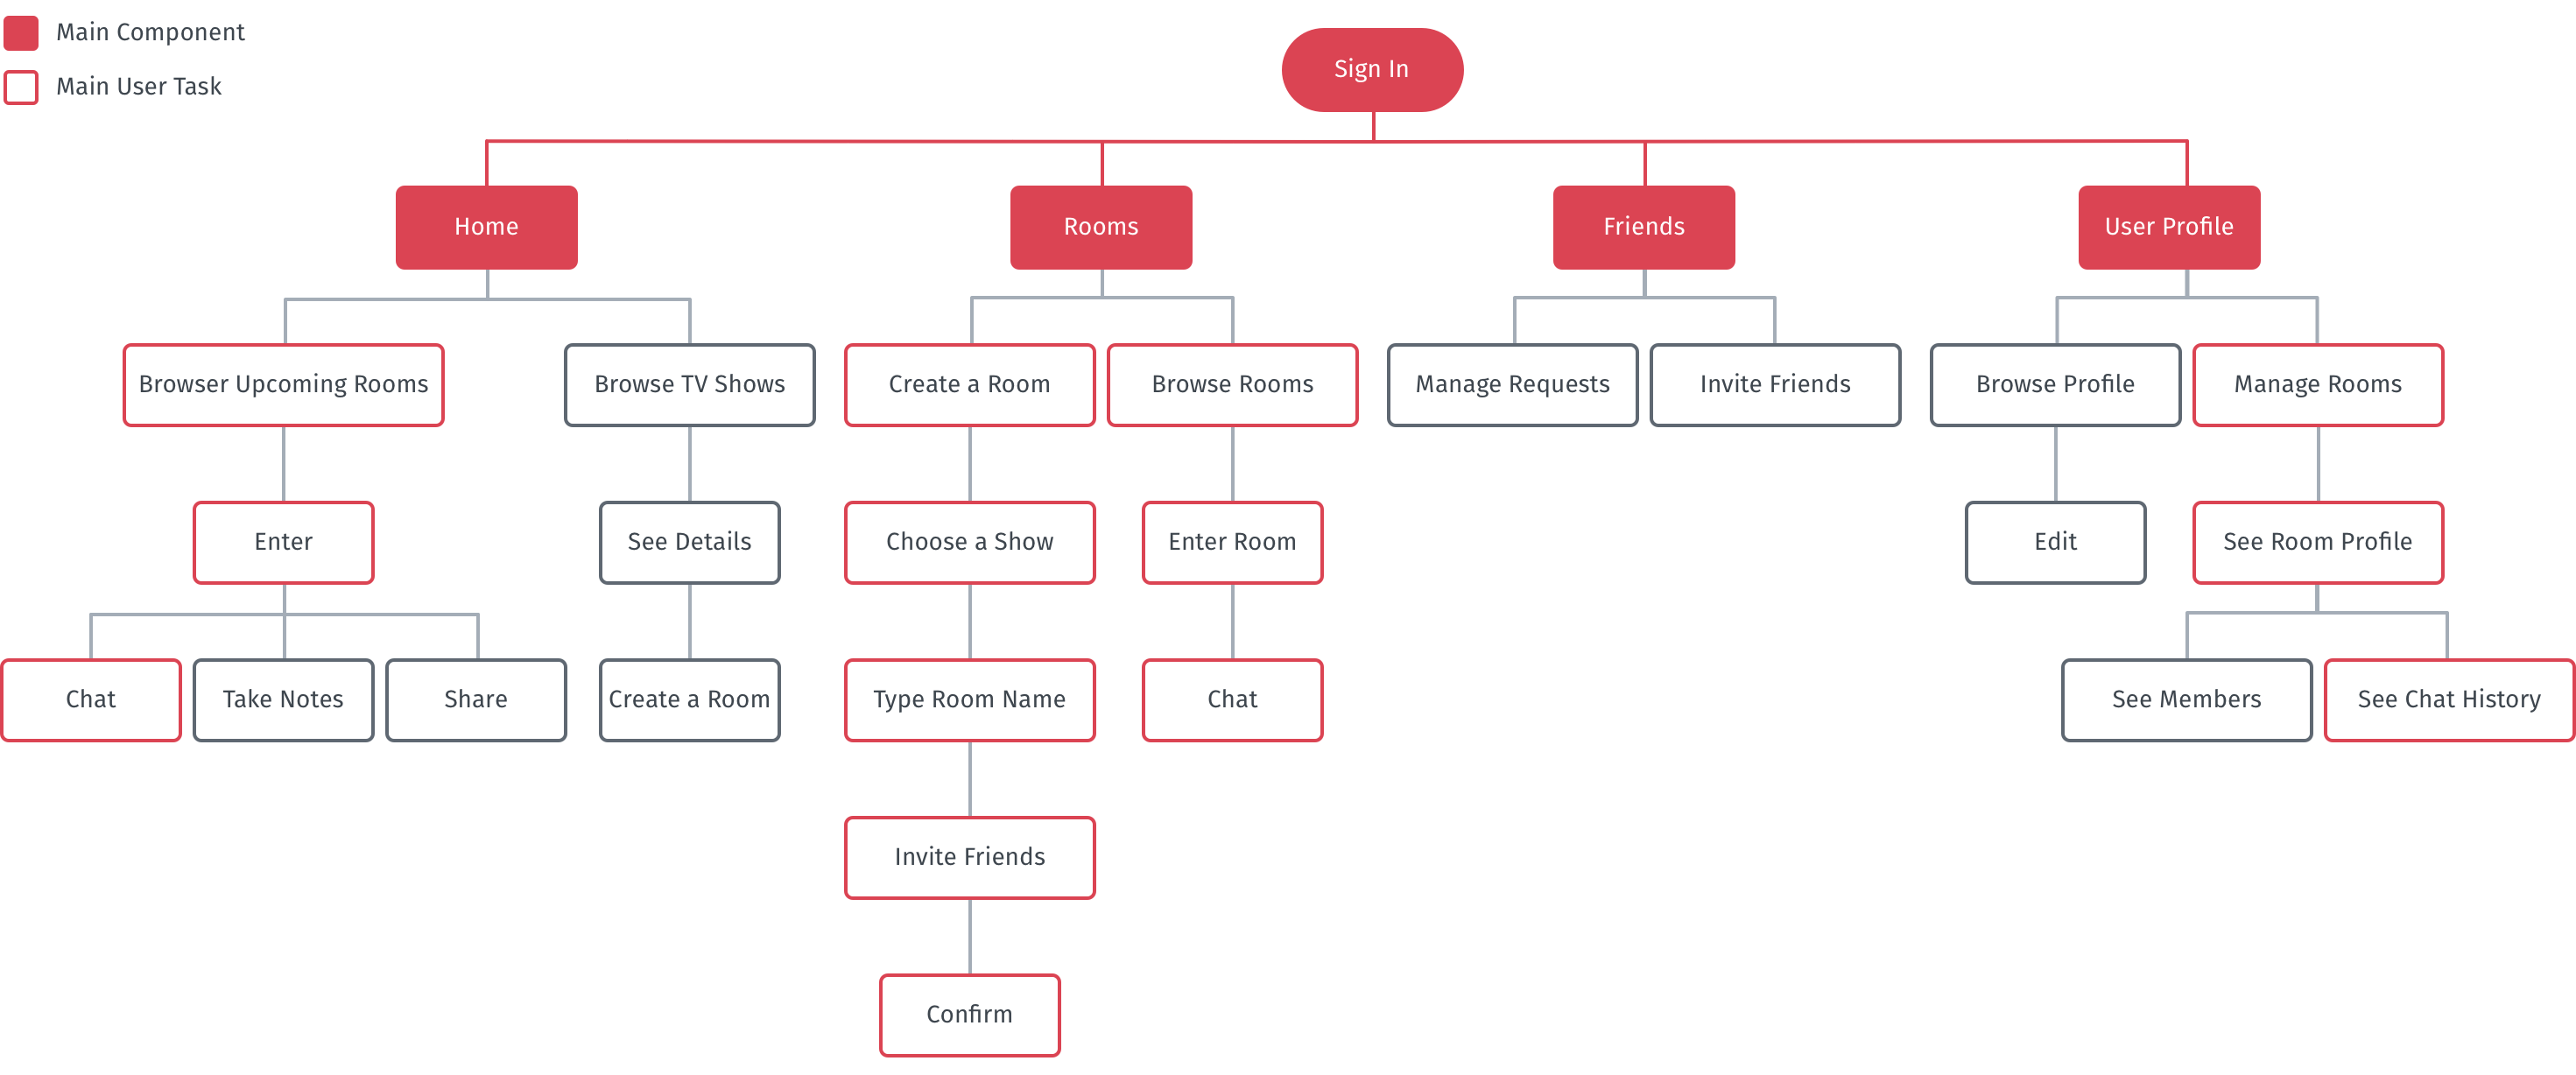 Main Component
Main User Task
Sign In
Home
Rooms
Friends
User Profile
Browser Upcoming Rooms
Browse TV Shows
Create a Room
Browse Rooms
Manage Requests
Invite Friends
Browse Profile
Manage Rooms
Enter
See Details
Choose a Show
Enter Room
Edit
See Room Profile
Chat
Take Notes
Share
Create a Room
Type Room Name
Chat
See Members
See Chat History
Invite Friends
Confirm